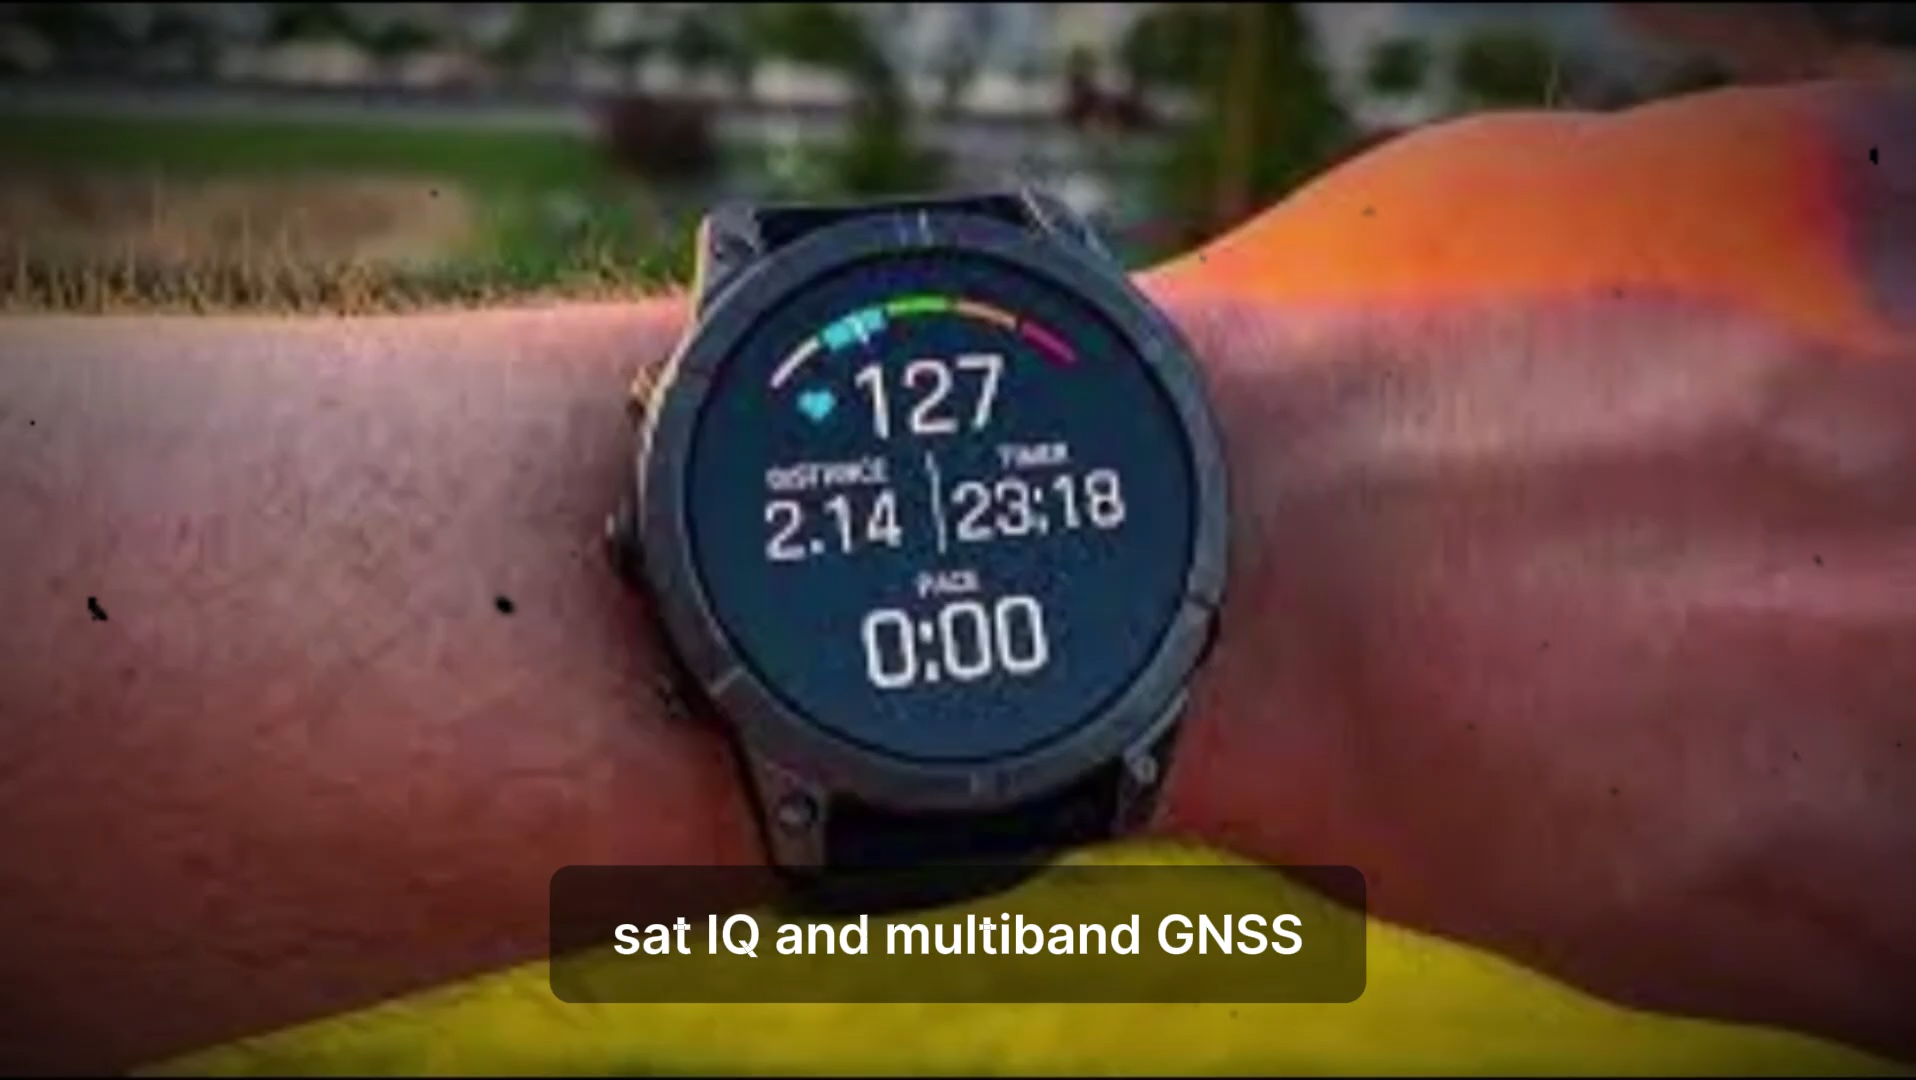 127
DISTANCE
2.14
TIMER
23:18
PACE
0:00
sat IQ and multiband GNSS